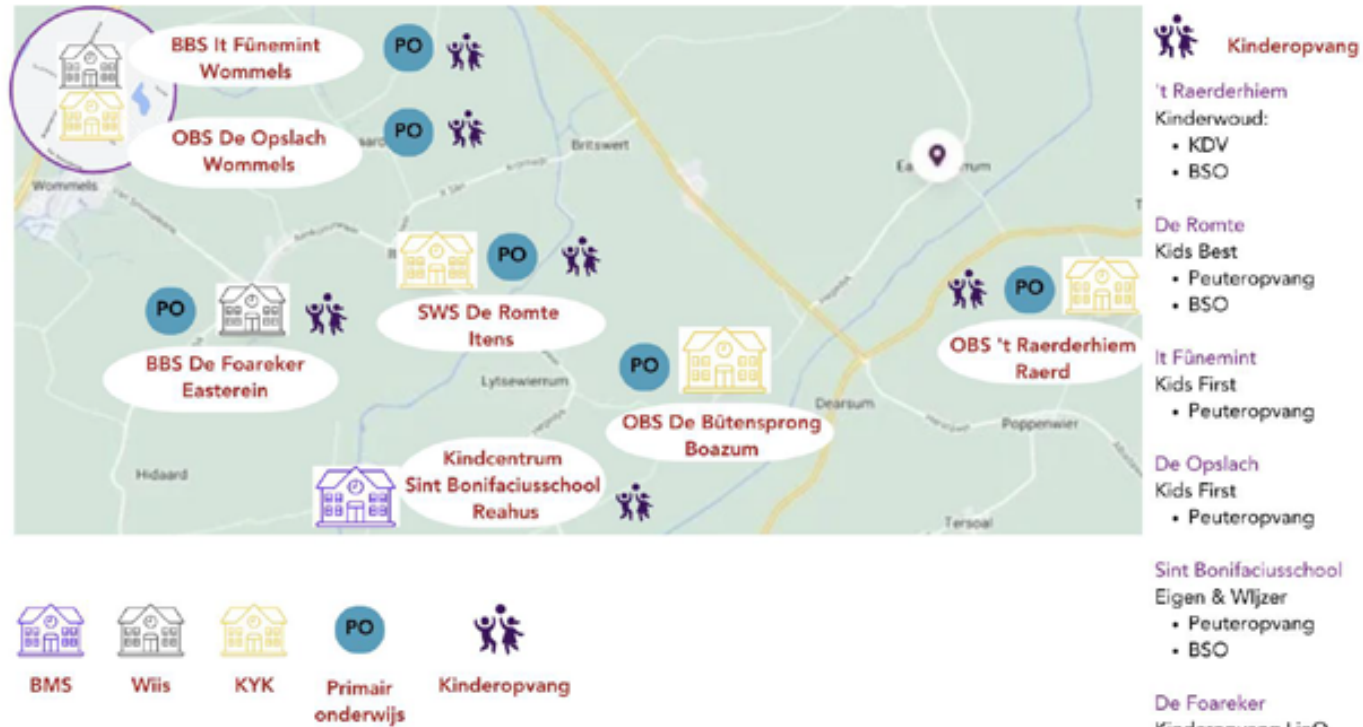 BBS It Fûnemint
Wommels
PO
OBS De Opslach
Wommels
PO
Britswert
Wommels
PO
SWS De Romte
Itens
PO
BBS De Foareker
Easterein
PO
OBS 't Raerderhiem
Raerd
Lytsewierrum
PO
OBS De Bûtensprong
Boazum
Dearsum
Poppenwier
Hidaard
Kindcentrum
Sint Bonifaciusschool
Reahus
Tersoal
BMS
Wiis
KYK
PO
Primair
onderwijs
Kinderopvang
Kinderopvang
't Raerderhiem
Kinderwoud:
• KDV
• BSO
De Romte
Kids Best
• Peuteropvang
• BSO
It Fûnemint
Kids First
• Peuteropvang
De Opslach
Kids First
• Peuteropvang
Sint Bonifaciusschool
Eigen & WIjzer
• Peuteropvang
• BSO
De Foareker